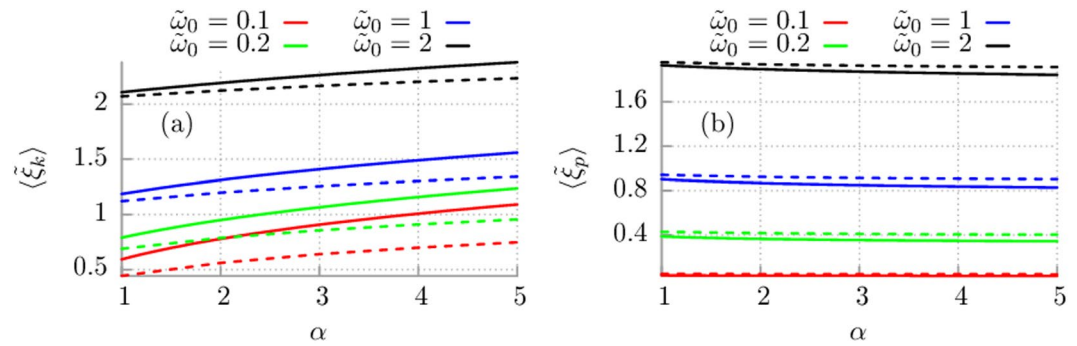 ω̃₀ = 0.1 ω̃₀ = 1
ω̃₀ = 0.2 ω̃₀ = 2
2
1.5
1
0.5
(a)
⟨ξ̃ₖ⟩
1 2 3 4 5
α
ω̃₀ = 0.1 ω̃₀ = 1
ω̃₀ = 0.2 ω̃₀ = 2
1.6
1.2
0.8
0.4
(b)
⟨ξ̃ₚ⟩
1 2 3 4 5
α